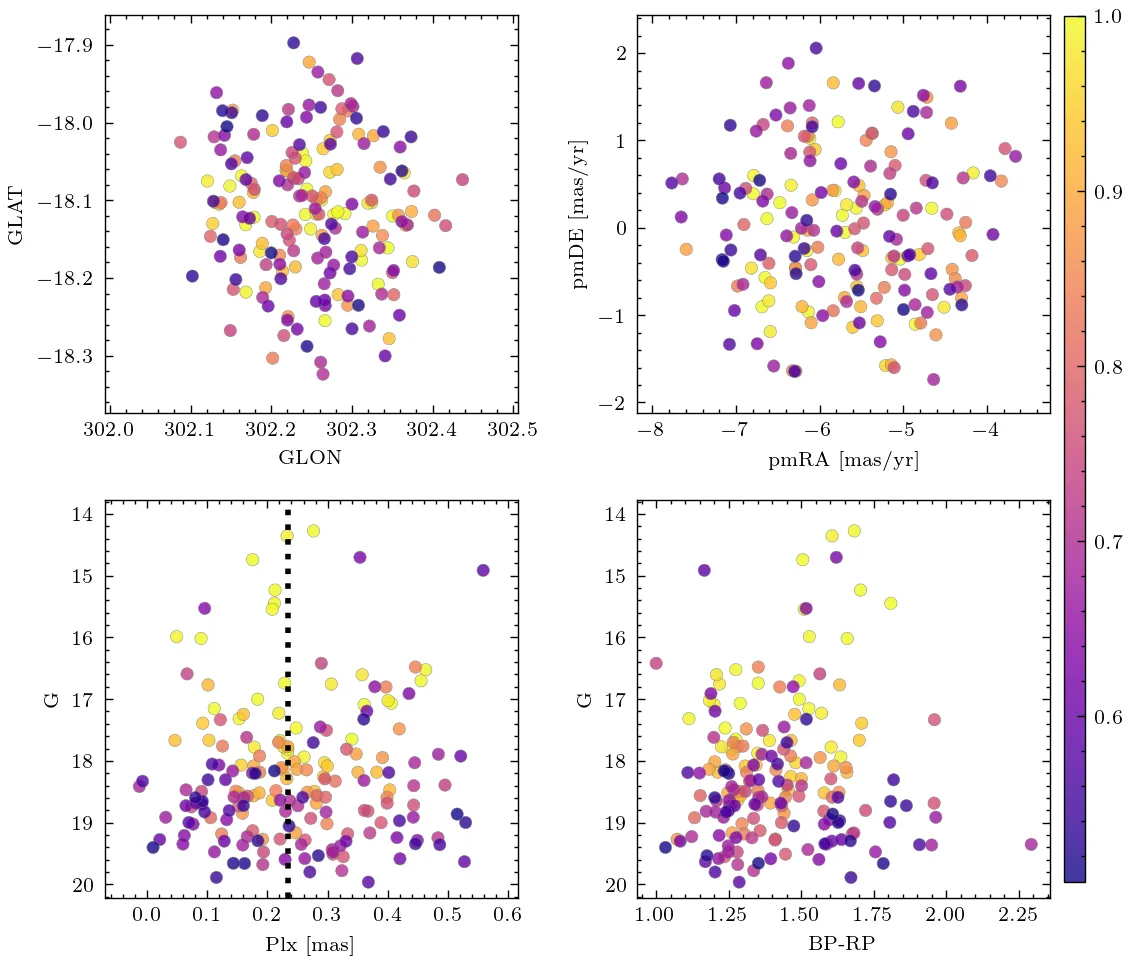 −17.9
−18.0
−18.1
−18.2
−18.3
GLAT
302.0 302.1 302.2 302.3 302.4 302.5
GLON
2
1
0
−1
−2
pmDE [mas/yr]
−8 −7 −6 −5 −4
pmRA [mas/yr]
1.0
0.9
0.8
0.7
0.6
14
15
16
17
18
19
20
G
0.0 0.1 0.2 0.3 0.4 0.5 0.6
Plx [mas]
14
15
16
17
18
19
20
G
1.00 1.25 1.50 1.75 2.00 2.25
BP-RP